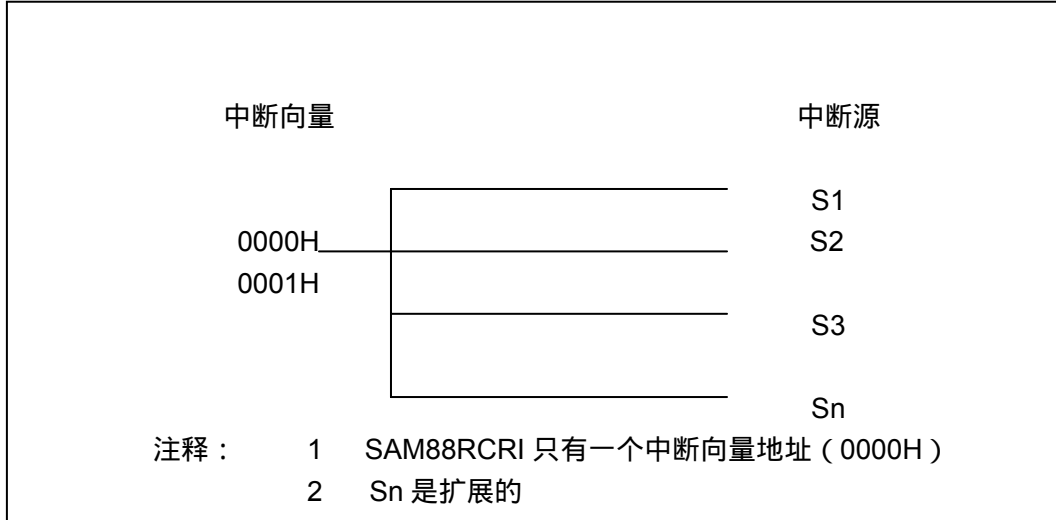 中断向量 中断源
S1
0000H S2
0001H
S3
Sn
注释： 1 SAM88RCRI 只有一个中断向量地址（0000H）
2 Sn 是扩展的